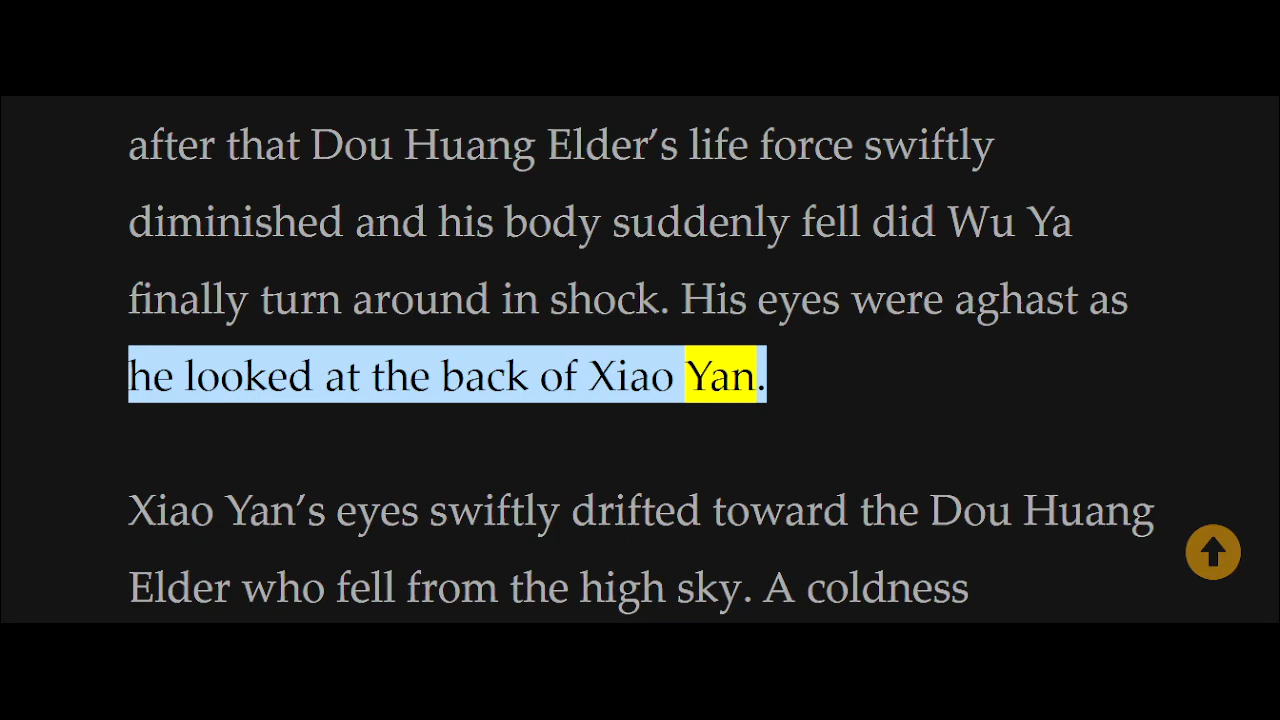 after that Dou Huang Elder’s life force swiftly
diminished and his body suddenly fell did Wu Ya
finally turn around in shock. His eyes were aghast as
he looked at the back of Xiao Yan.
Xiao Yan’s eyes swiftly drifted toward the Dou Huang
Elder who fell from the high sky. A coldness